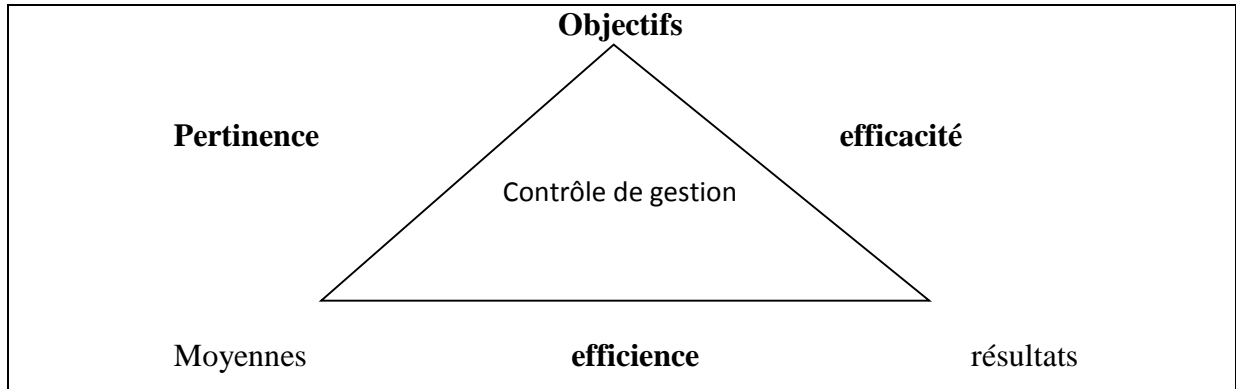 Objectifs
Pertinence efficacité
Contrôle de gestion
Moyennes efficience résultats